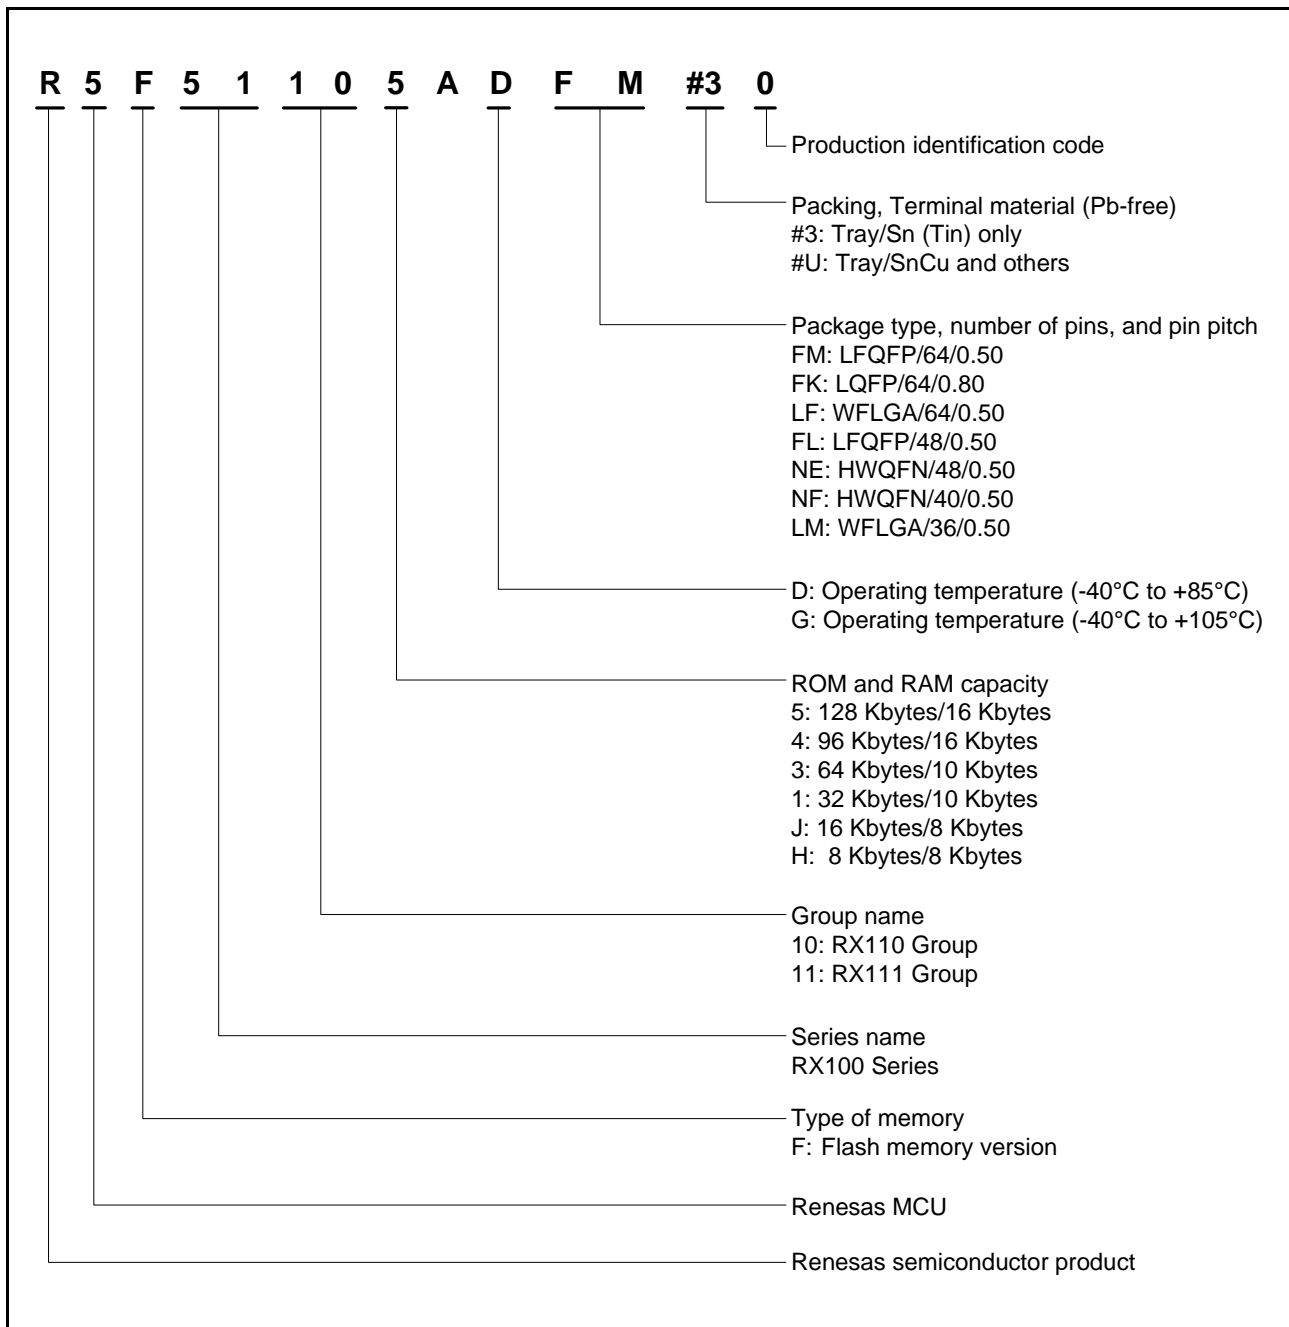 R 5 F 5 1 1 0 5 A D F M #3 0
Production identification code
Packing, Terminal material (Pb-free)
#3: Tray/Sn (Tin) only
#U: Tray/SnCu and others
Package type, number of pins, and pin pitch
FM: LFQFP/64/0.50
FK: LQFP/64/0.80
LF: WFLGA/64/0.50
FL: LFQFP/48/0.50
NE: HWQFN/48/0.50
NF: HWQFN/40/0.50
LM: WFLGA/36/0.50
D: Operating temperature (-40°C to +85°C)
G: Operating temperature (-40°C to +105°C)
ROM and RAM capacity
5: 128 Kbytes/16 Kbytes
4: 96 Kbytes/16 Kbytes
3: 64 Kbytes/10 Kbytes
1: 32 Kbytes/10 Kbytes
J: 16 Kbytes/8 Kbytes
H: 8 Kbytes/8 Kbytes
Group name
10: RX110 Group
11: RX111 Group
Series name
RX100 Series
Type of memory
F: Flash memory version
Renesas MCU
Renesas semiconductor product